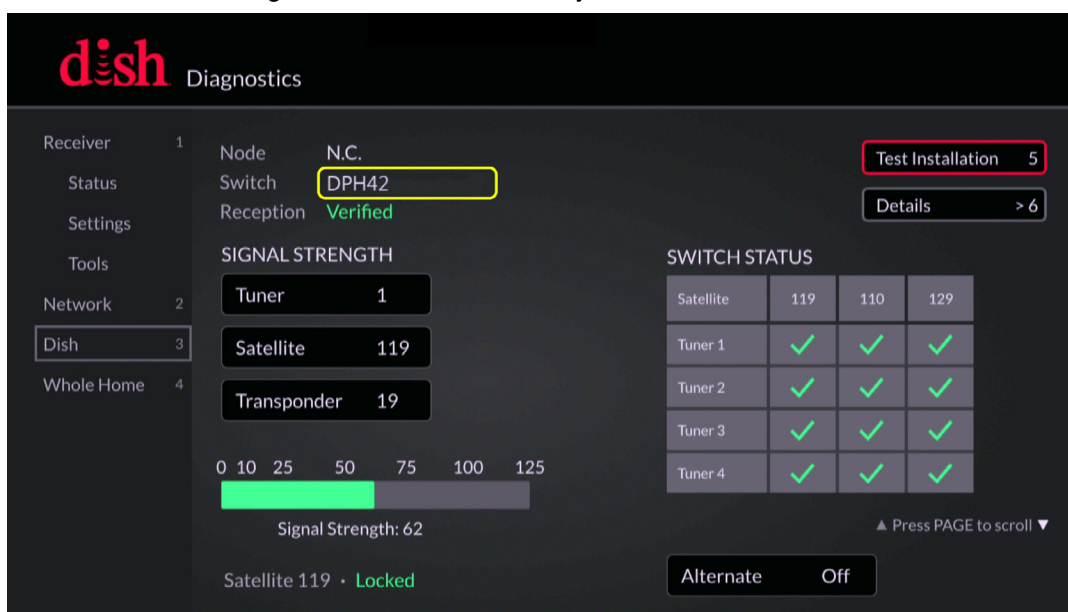 dish Diagnostics
Receiver 1
Status
Settings
Tools
Network 2
Dish 3
Whole Home 4
Node N.C.
Switch DPH42
Reception Verified
Test Installation 5
Details > 6
SIGNAL STRENGTH
Tuner 1
Satellite 119
Transponder 19
0 10 25 50 75 100 125
Signal Strength: 62
Satellite 119 · Locked
SWITCH STATUS
Satellite 119 110 129
Tuner 1 ✓ ✓ ✓
Tuner 2 ✓ ✓ ✓
Tuner 3 ✓ ✓ ✓
Tuner 4 ✓ ✓ ✓
▲ Press PAGE to scroll ▼
Alternate Off